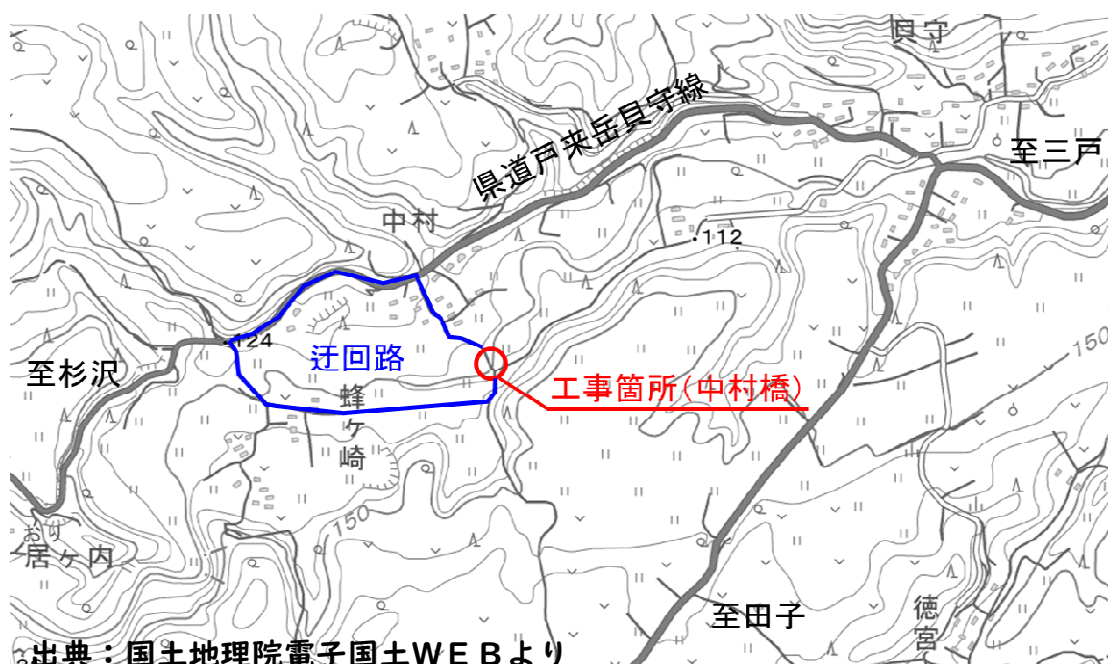 貝守
県道戸来岳貝守線
至三戸
中村
112
124
迂回路
150
至杉沢
工事箇所(中村橋)
蜂ヶ崎
150
おり
居ヶ内
徳宮
至田子
出典：国土地理院電子国土ＷＥＢより